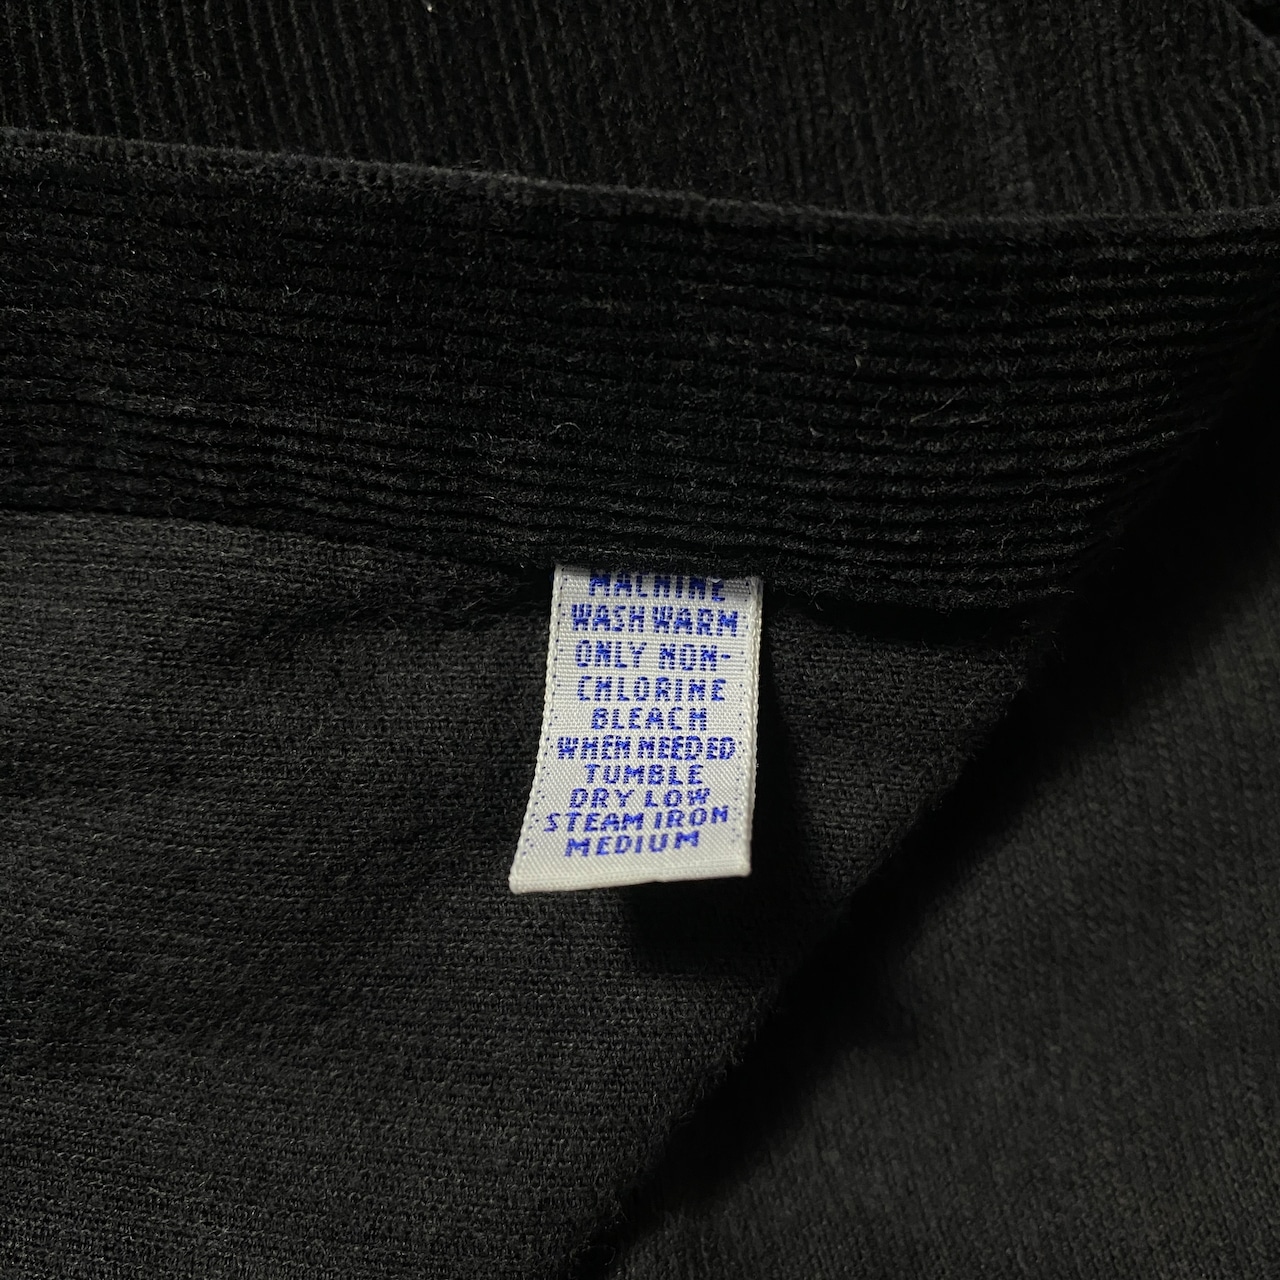 MACHINE
WASH WARM
ONLY NON-
CHLORINE
BLEACH
WHEN NEEDED
TUMBLE
DRY LOW
STEAM IRON
MEDIUM